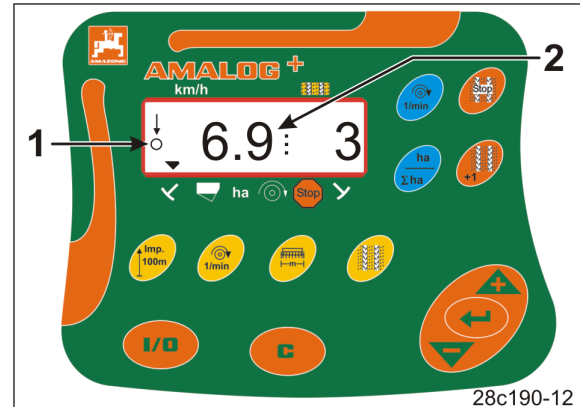 2
AMAZONE
AMALOG+
km/h
1
6.9 3
ha Stop
1/min
Stop
ha
Σha
+1
Imp.
100m
1/min
m
I/O
C
28c190-12